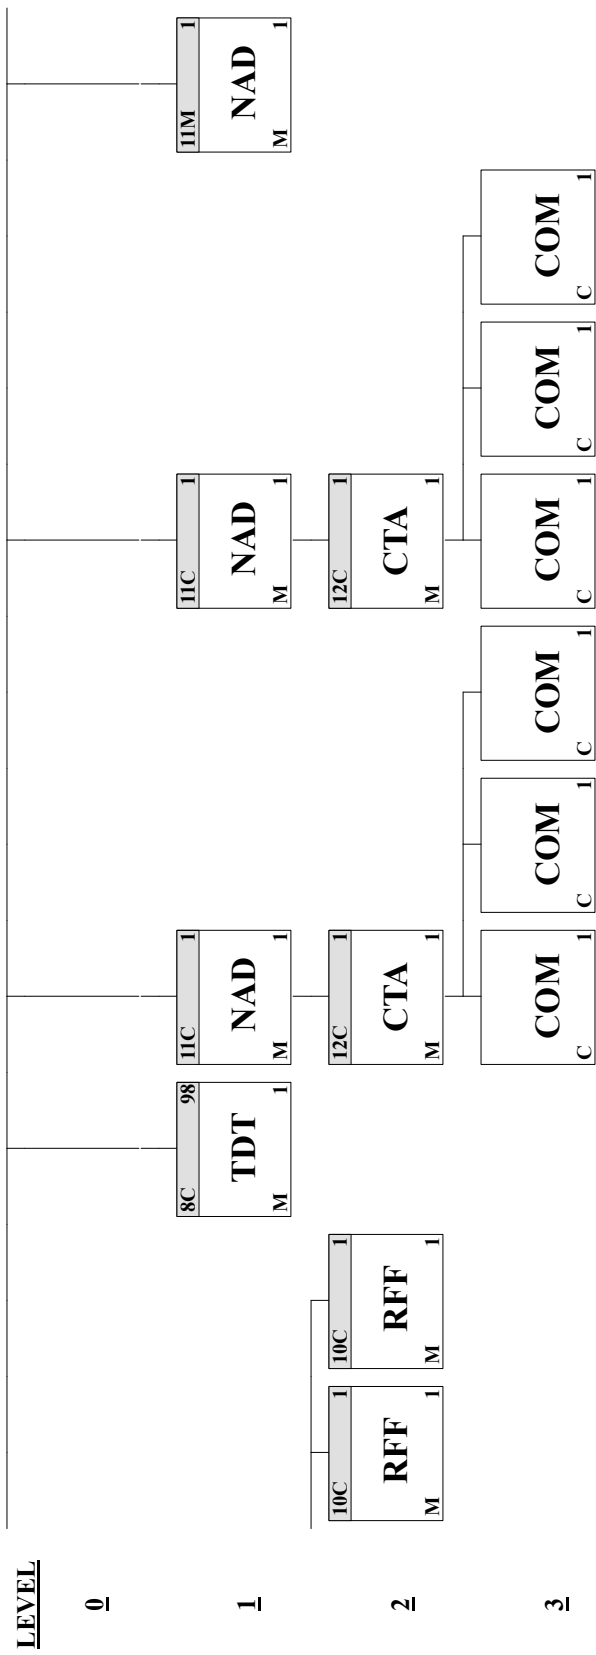 LEVEL
0
1
8C 98
TDT
M 1
11C 1
NAD
M 1
11C 1
NAD
M 1
11M 1
NAD
M 1
2
10C 1
RFF
M 1
10C 1
RFF
M 1
12C 1
CTA
M 1
12C 1
CTA
M 1
3
COM
C 1
COM
C 1
COM
C 1
COM
C 1
COM
C 1
COM
C 1